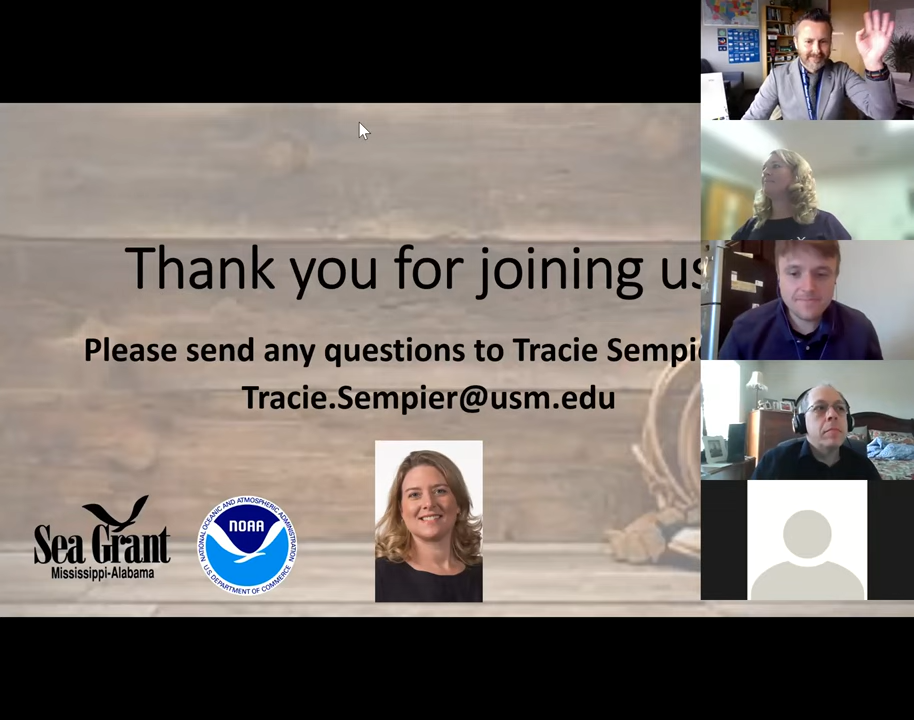 Thank you for joining us
Please send any questions to Tracie Sempi
Tracie.Sempier@usm.edu
Sea Grant
Mississippi-Alabama
NATIONAL OCEANIC AND ATMOSPHERIC ADMINISTRATION
NOAA
U.S. DEPARTMENT OF COMMERCE